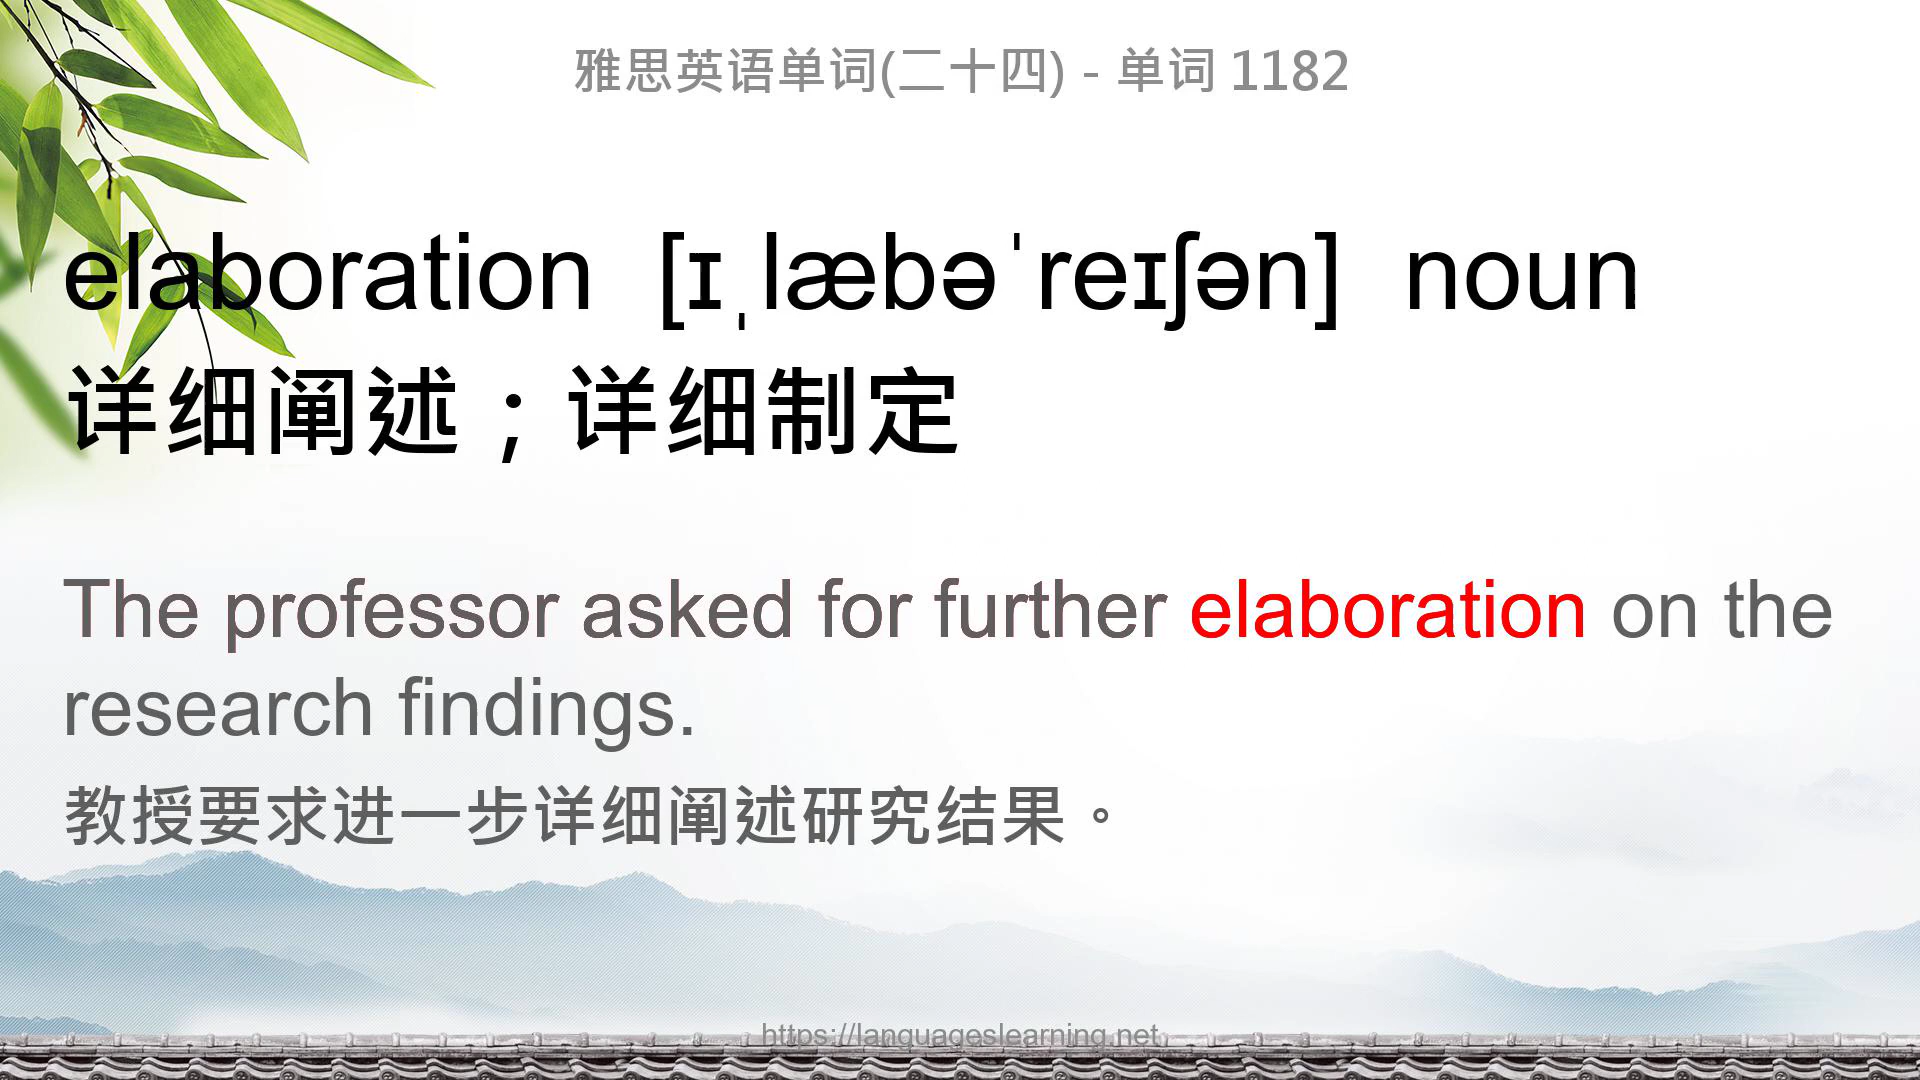 雅思英语单词(二十四) - 单词 1182
elaboration [ɪˌlæbəˈreɪʃən] noun
详细阐述；详细制定
The professor asked for further elaboration on the
research findings.
教授要求进一步详细阐述研究结果。
https://languageslearning.net